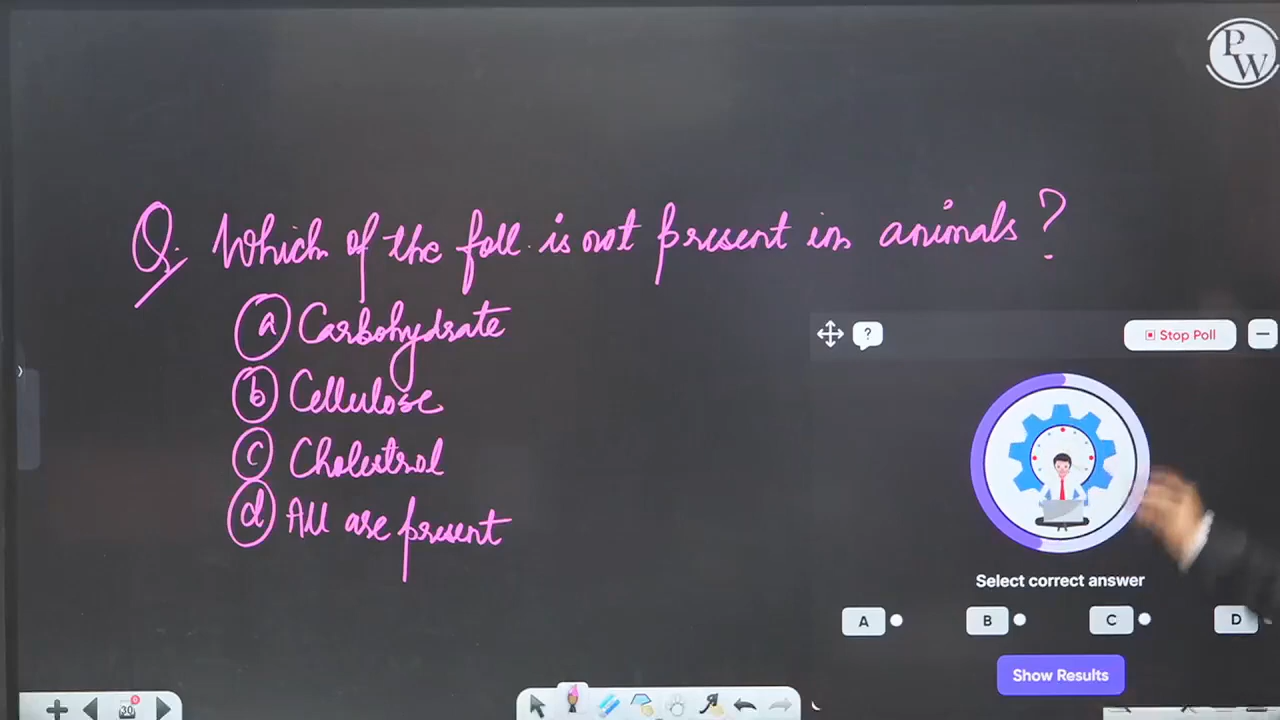 PW
Q. Which of the foll. is not present in animals?
(a) Carbohydrate
(b) Cellulose
(c) Cholestrol
(d) All are present
?
Stop Poll
Select correct answer
A
B
C
D
Show Results
30